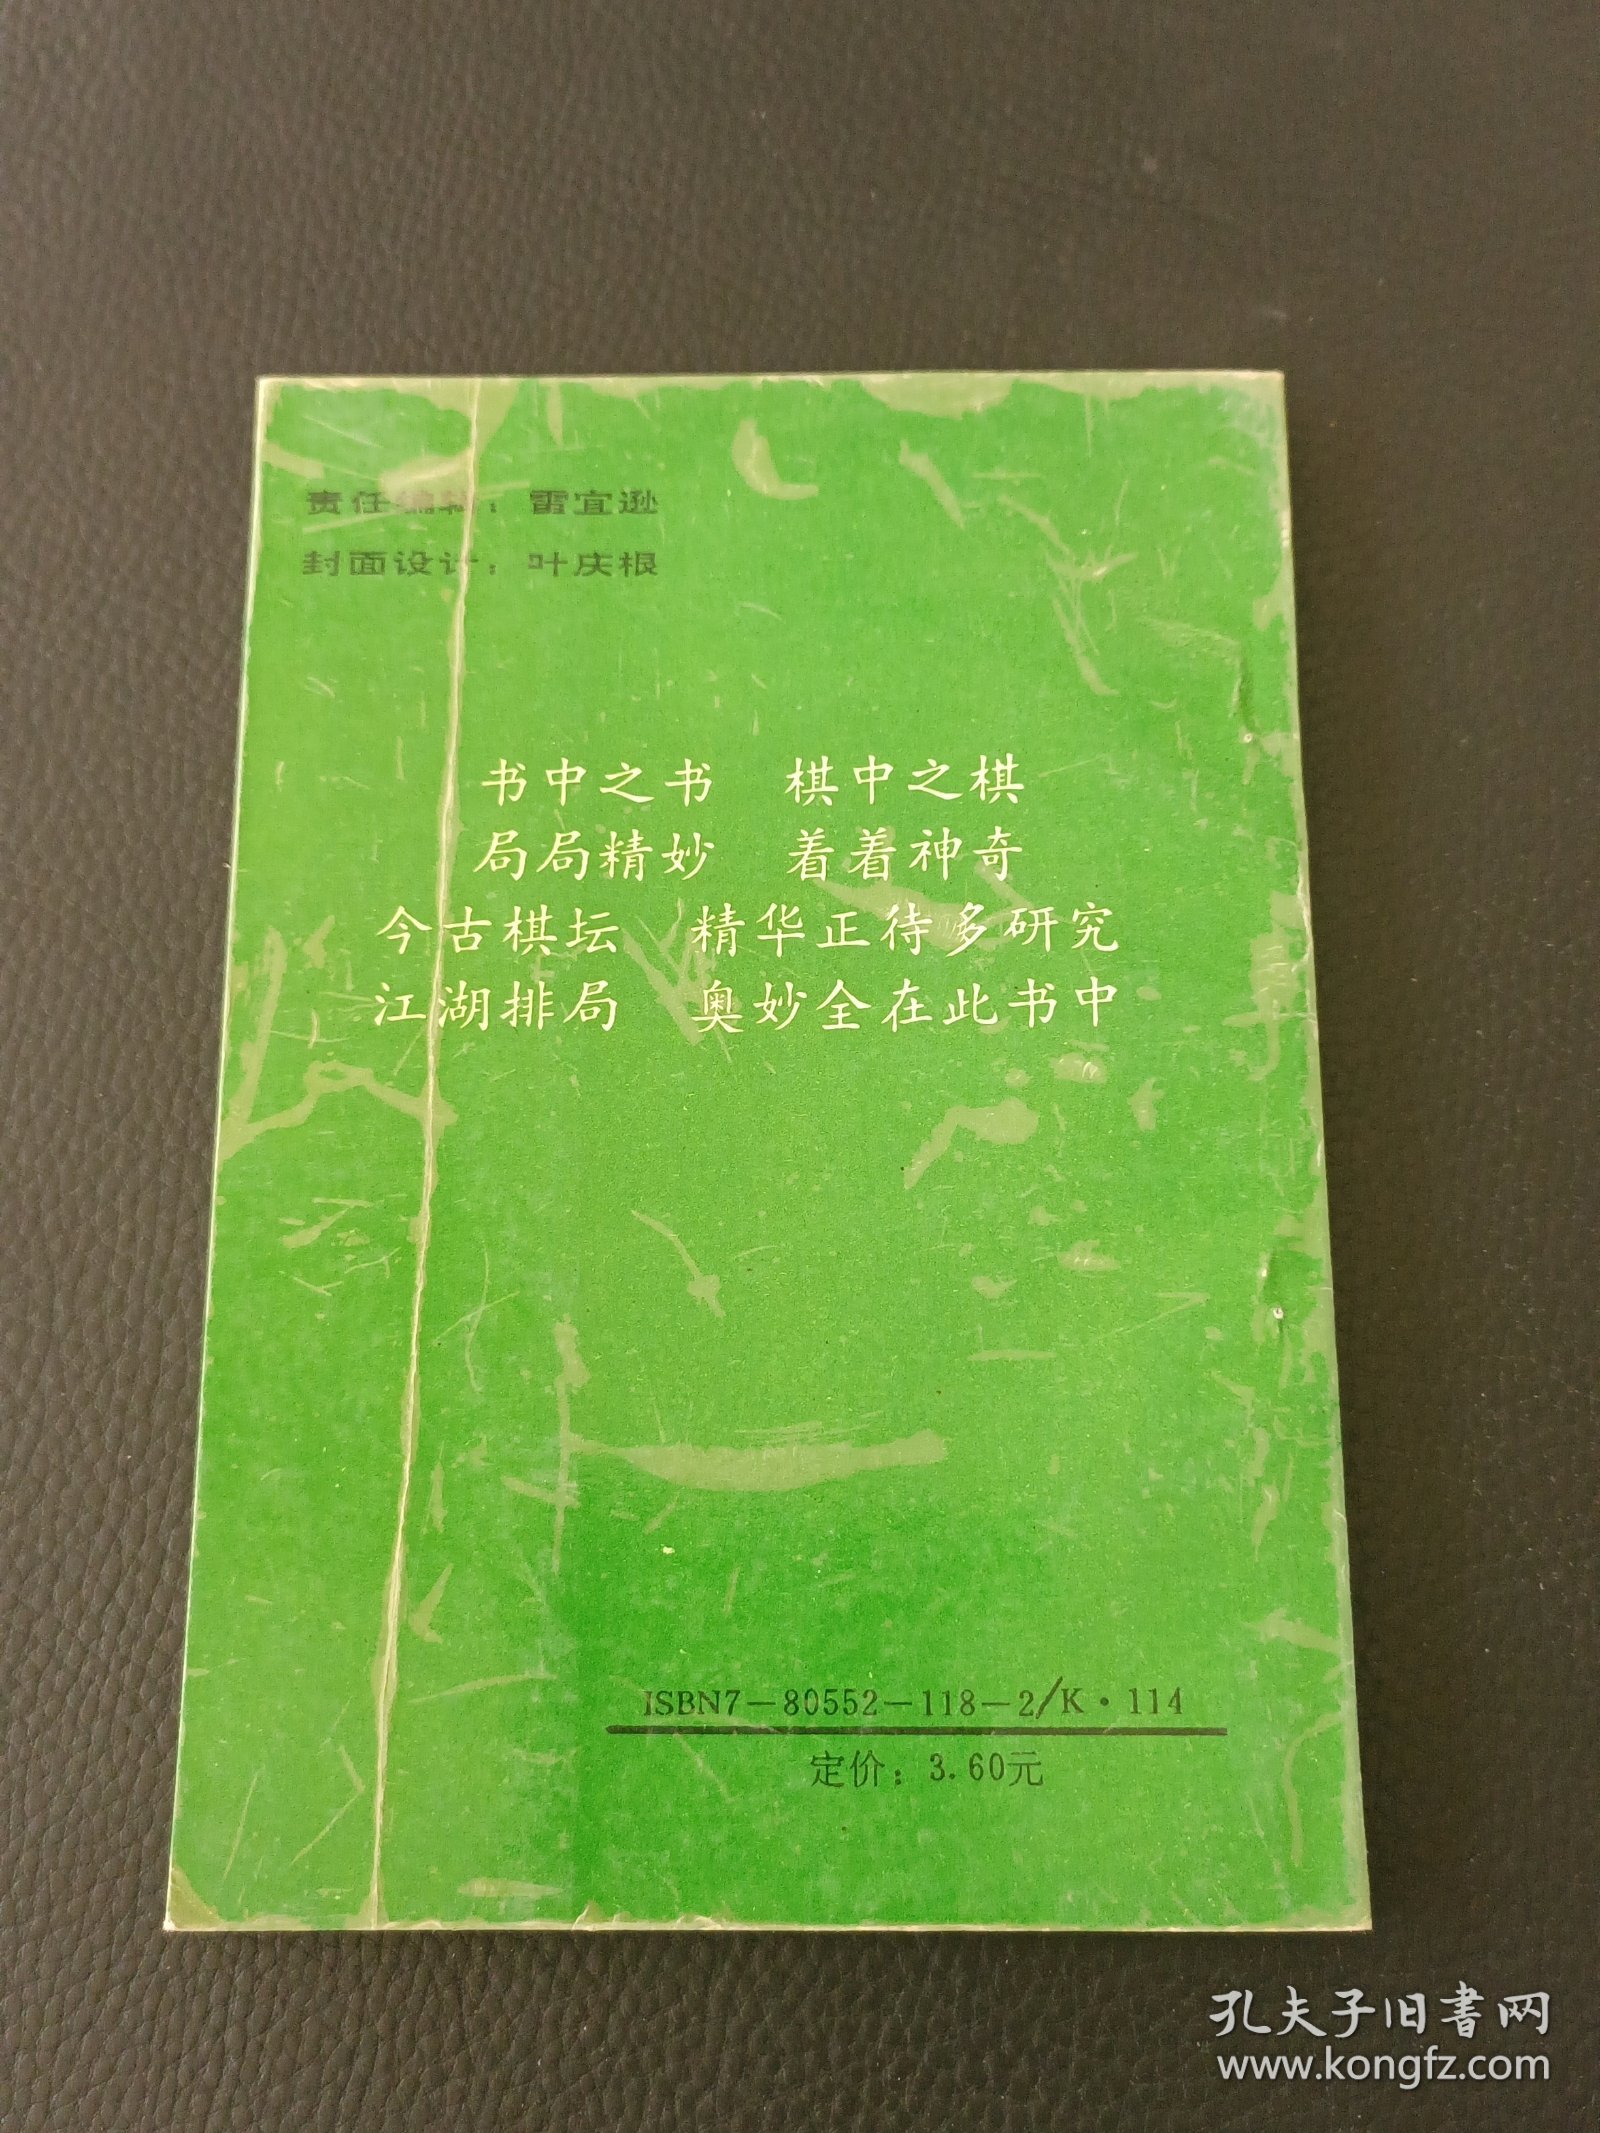 责任编辑：雷宜逊
封面设计：叶庆根
书中之书　棋中之棋
局局精妙　着着神奇
今古棋坛　精华正待多研究
江湖排局　奥妙全在此书中
ISBN7－80552－118－2/K·114
定价：3.60元
孔夫子旧書网
www.kongfz.com